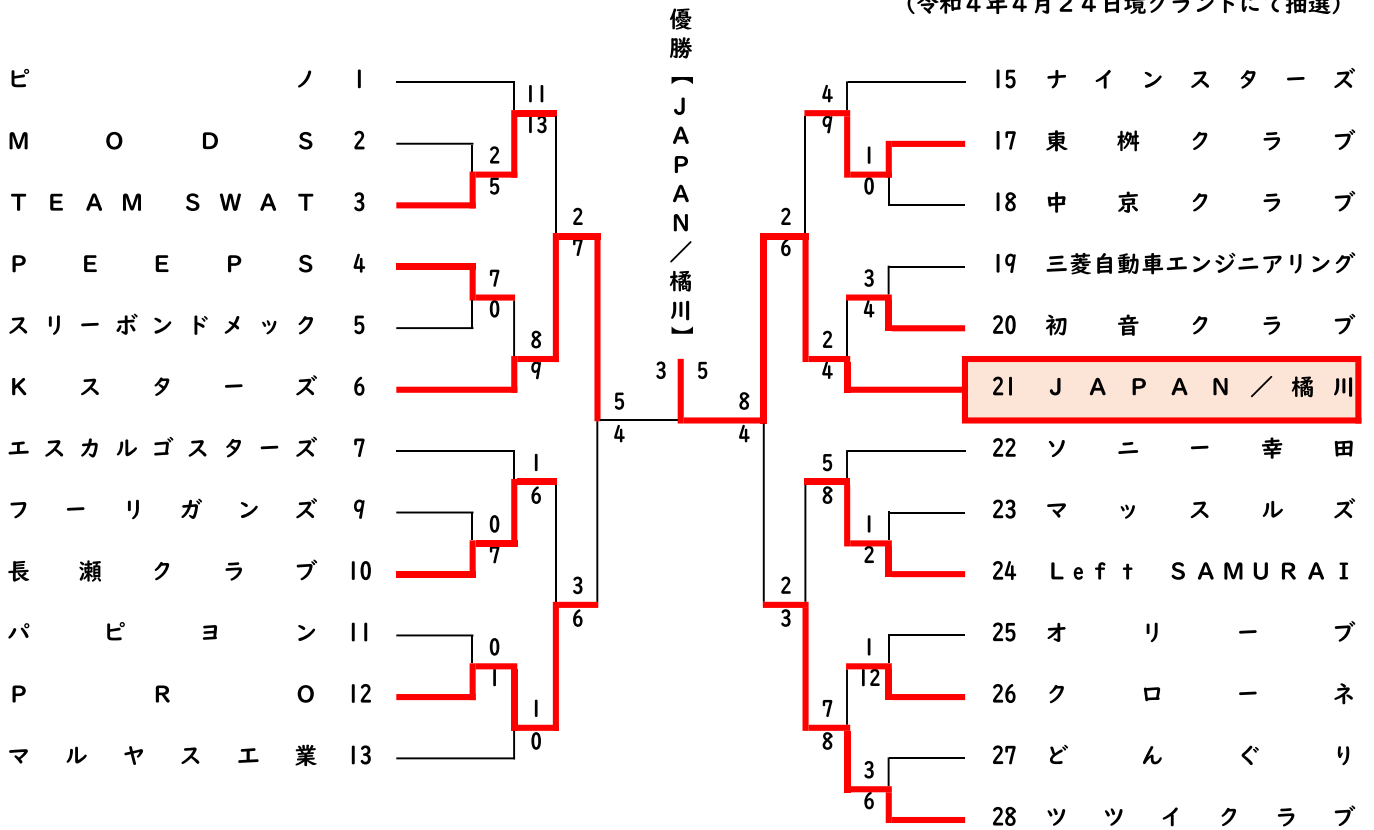 (令和4年4月24日境グランドにて抽選)
優勝【JAPAN/橘川】
ピノ 1
MODS 2
TEAM SWAT 3
PEEPS 4
スリーボンドメック 5
Kスターズ 6
エスカルゴスターズ 7
フーリガンズ 9
長瀬クラブ 10
パピヨン 11
PRO 12
マルヤス工業 13
11
13
2
5
2
7
7
0
8
9
5
4
1
6
0
7
3
6
0
1
1
0
3 5
8
4
4
9
1
0
2
6
3
4
2
4
5
8
1
2
2
3
1
12
7
8
3
6
15 ナインスターズ
17 東桝クラブ
18 中京クラブ
19 三菱自動車エンジニアリング
20 初音クラブ
21 JAPAN/橘川
22 ソニー幸田
23 マッスルズ
24 Left SAMURAI
25 オリーブ
26 クローネ
27 どんぐり
28 ツツイクラブ